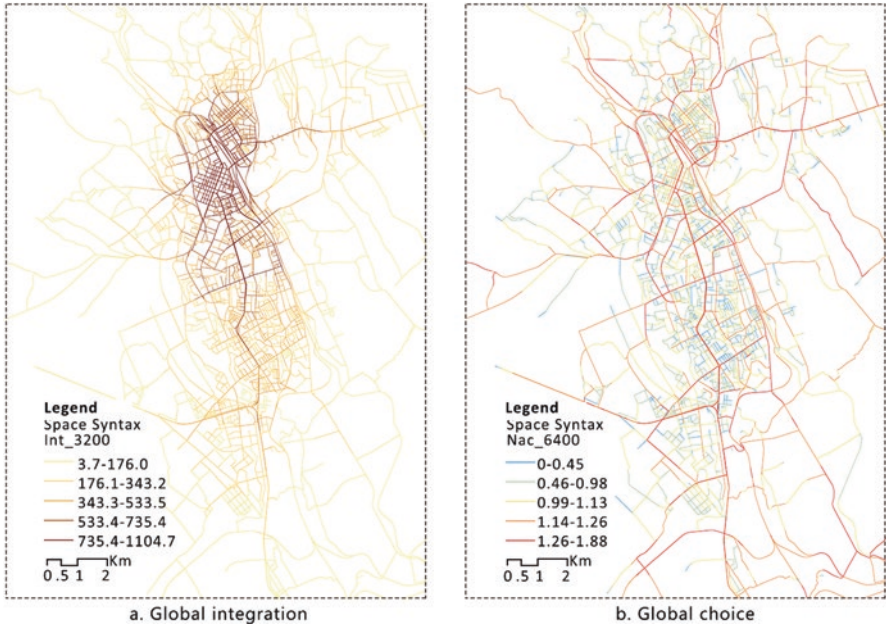 Legend
Space Syntax
Int_3200
3.7-176.0
176.1-343.2
343.3-533.5
533.4-735.4
735.4-1104.7
Km
0.5 1 2
a. Global integration
Legend
Space Syntax
Nac_6400
0-0.45
0.46-0.98
0.99-1.13
1.14-1.26
1.26-1.88
Km
0 0.5 1 2
b. Global choice